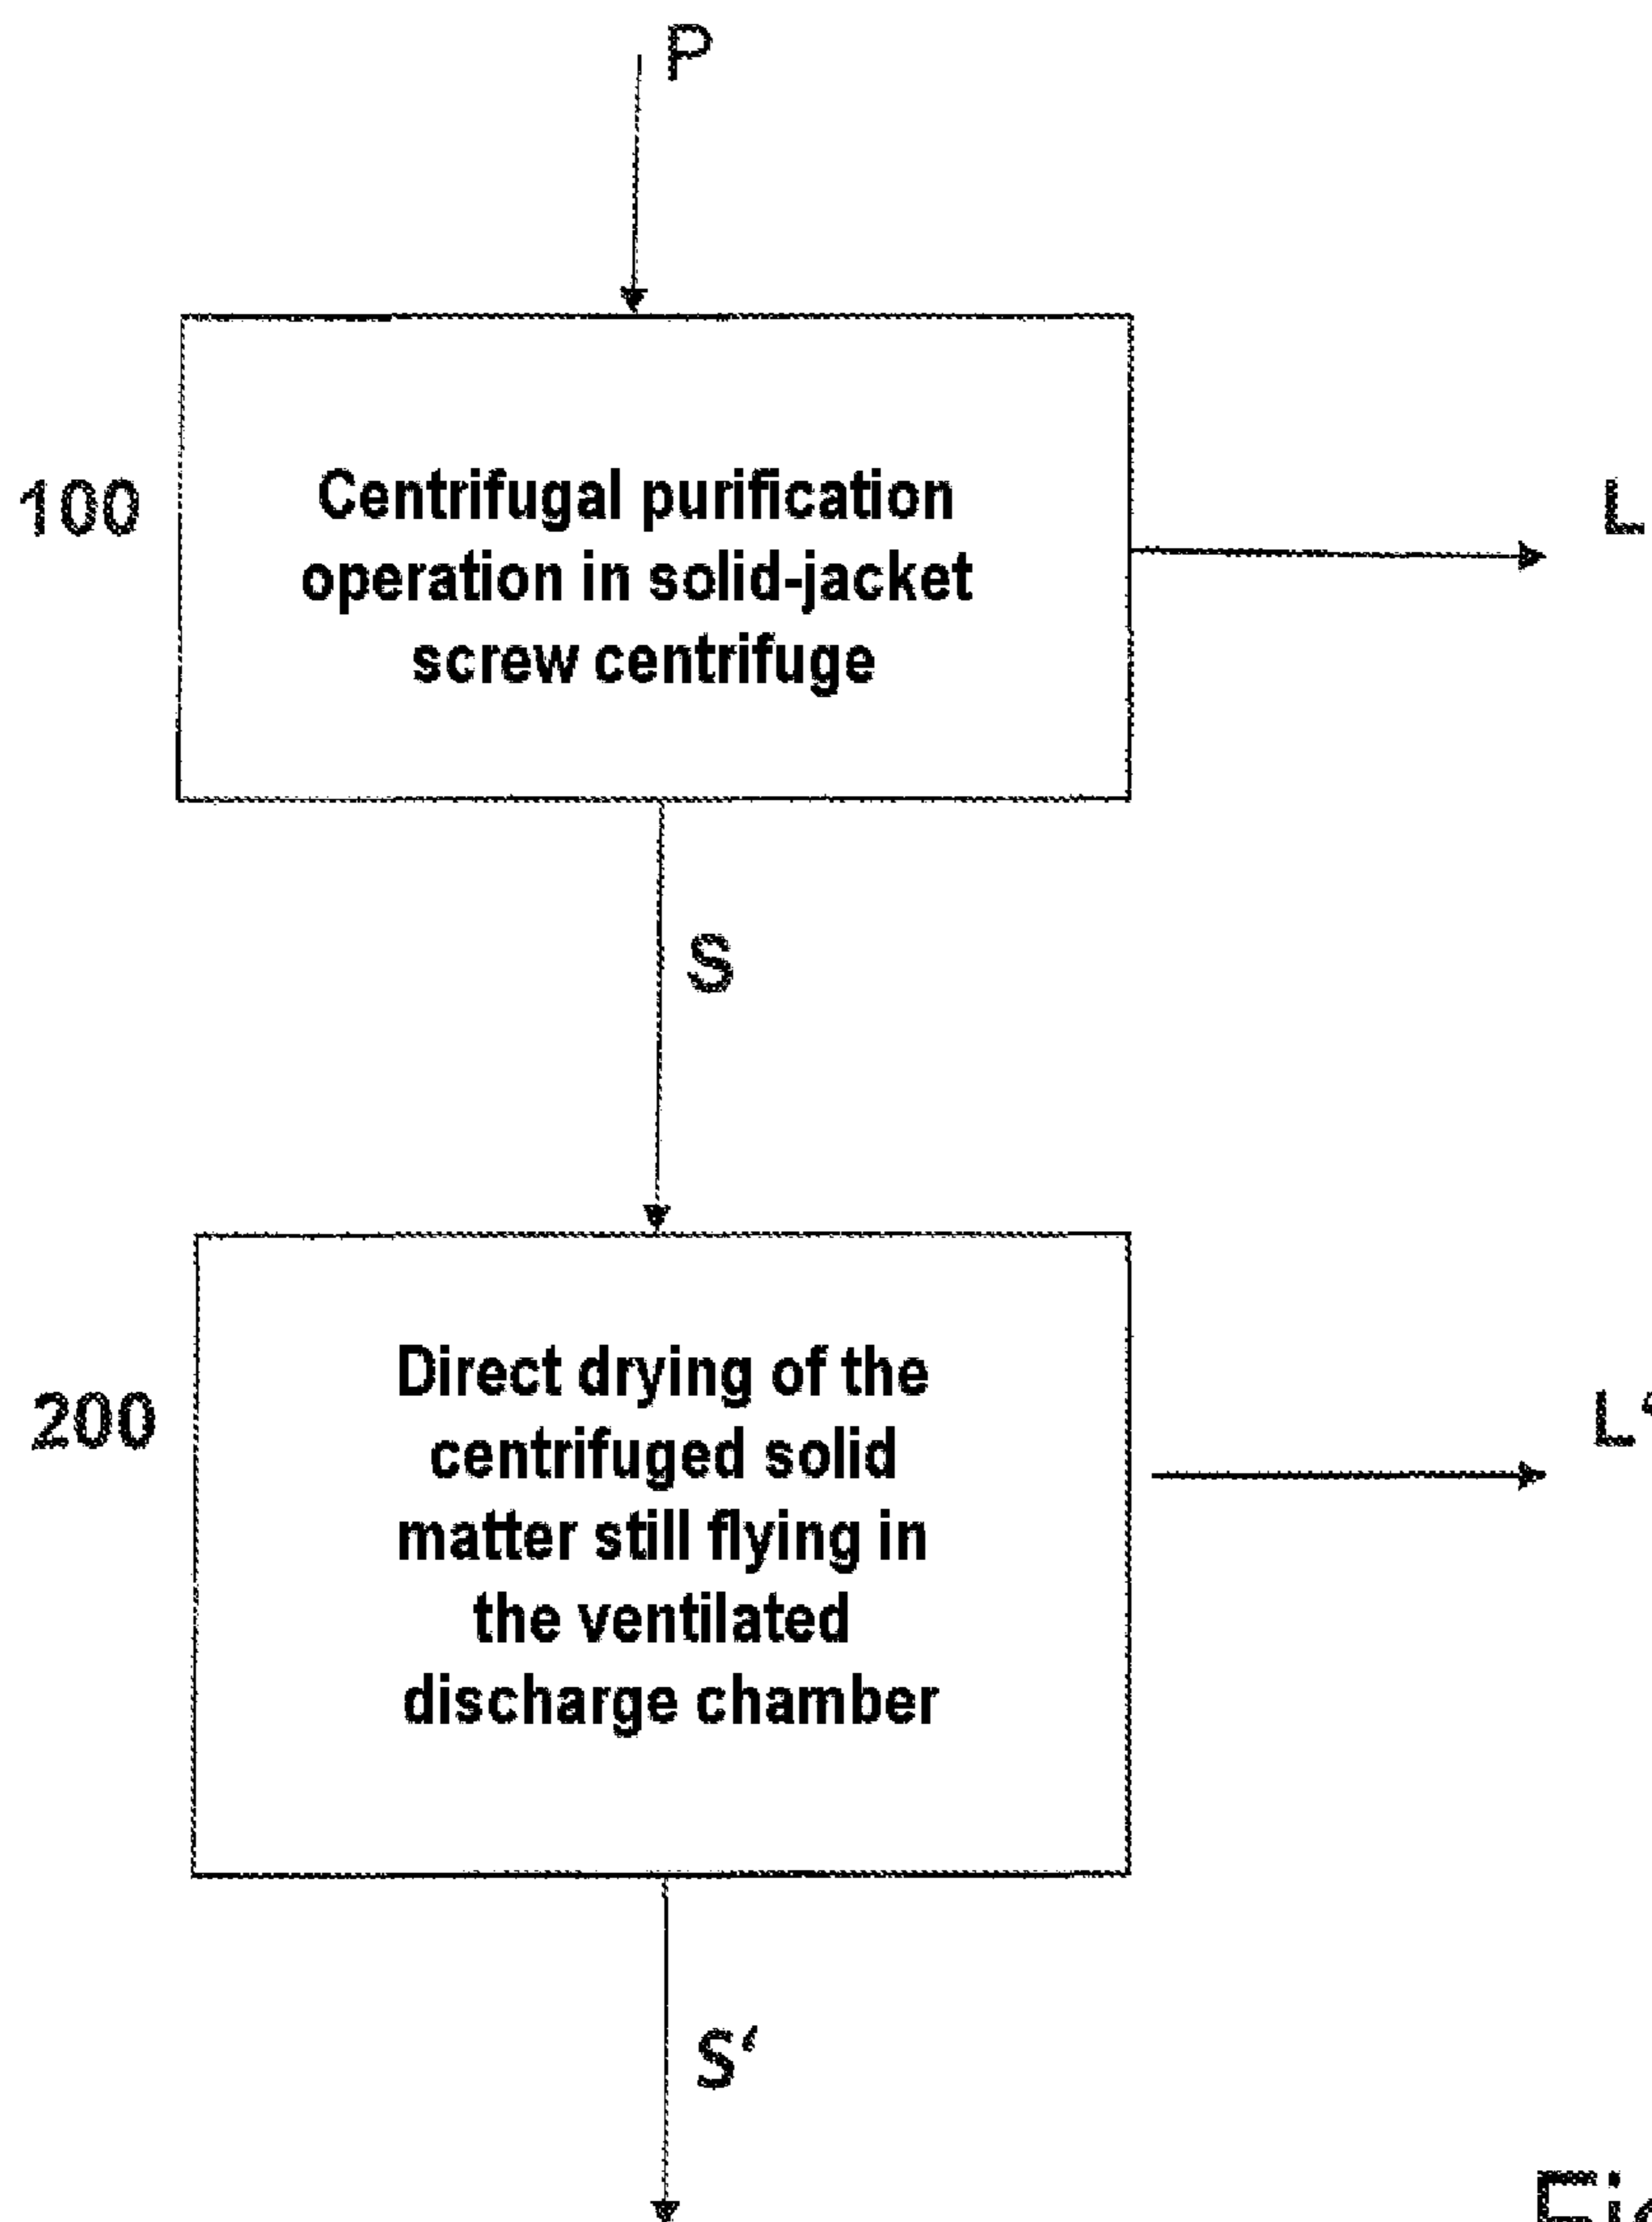 P
100
Centrifugal purification
operation in solid-jacket
screw centrifuge
L
S
200
Direct drying of the
centrifuged solid
matter still flying in
the ventilated
discharge chamber
L‘
S‘